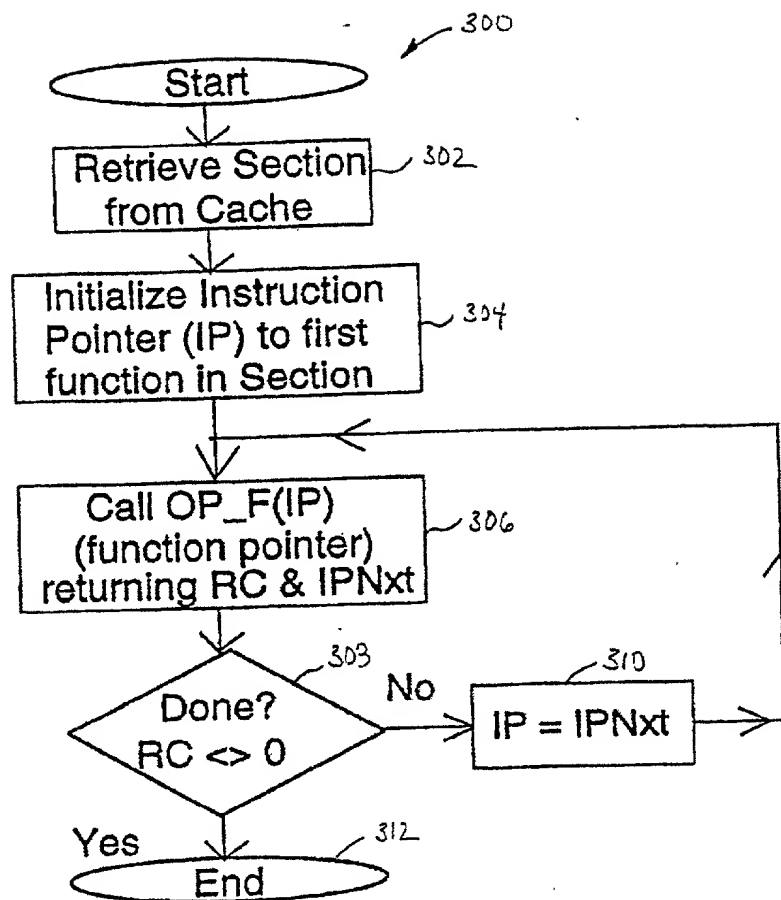 300
Start
Retrieve Section
from Cache
302
Initialize Instruction
Pointer (IP) to first
function in Section
304
Call OP_F(IP)
(function pointer)
returning RC & IPNxt
306
303
Done?
RC <> 0
No
310
IP = IPNxt
Yes
312
End